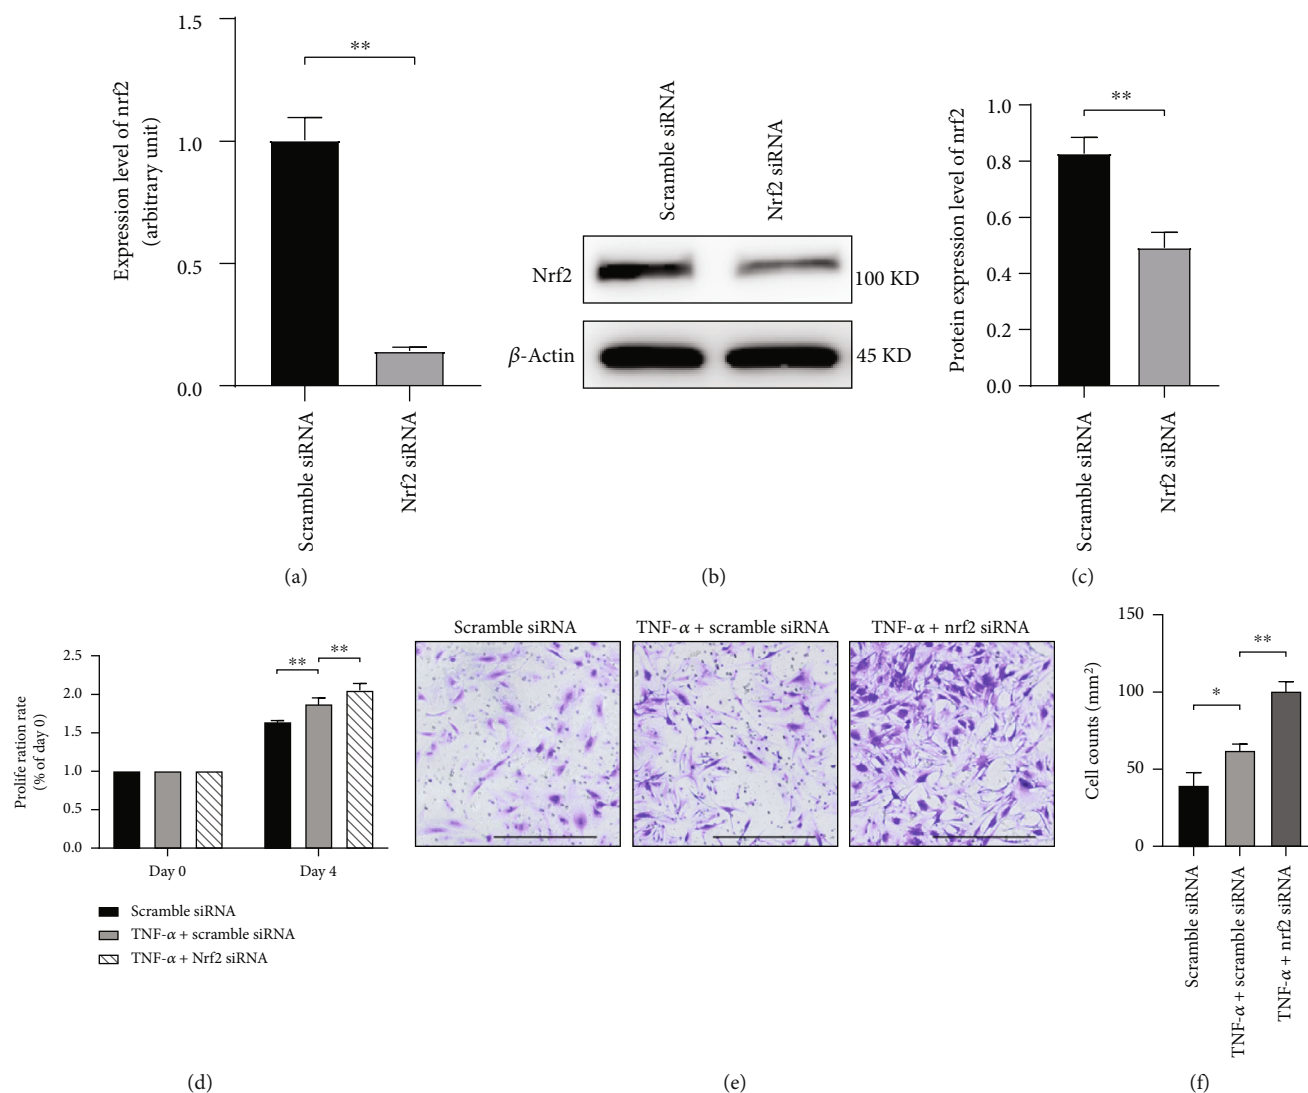 Expression level of nrf2
(arbitrary unit)
1.5
1.0
0.5
0.0
**
Scramble siRNA
Nrf2 siRNA
(a)
Scramble siRNA
Nrf2 siRNA
Nrf2
100 KD
β-Actin
45 KD
(b)
Protein expression level of nrf2
1.0
0.8
0.6
0.4
0.2
0.0
**
Scramble siRNA
Nrf2 siRNA
(c)
Prolife ration rate
(% of day 0)
2.5
2.0
1.5
1.0
0.5
0.0
**
**
Day 0
Day 4
Scramble siRNA
TNF-α + scramble siRNA
TNF-α + Nrf2 siRNA
(d)
Scramble siRNA
TNF-α + scramble siRNA
TNF-α + nrf2 siRNA
(e)
Cell counts (mm²)
150
100
50
0
*
**
Scramble siRNA
TNF-α + scramble siRNA
TNF-α + nrf2 siRNA
(f)